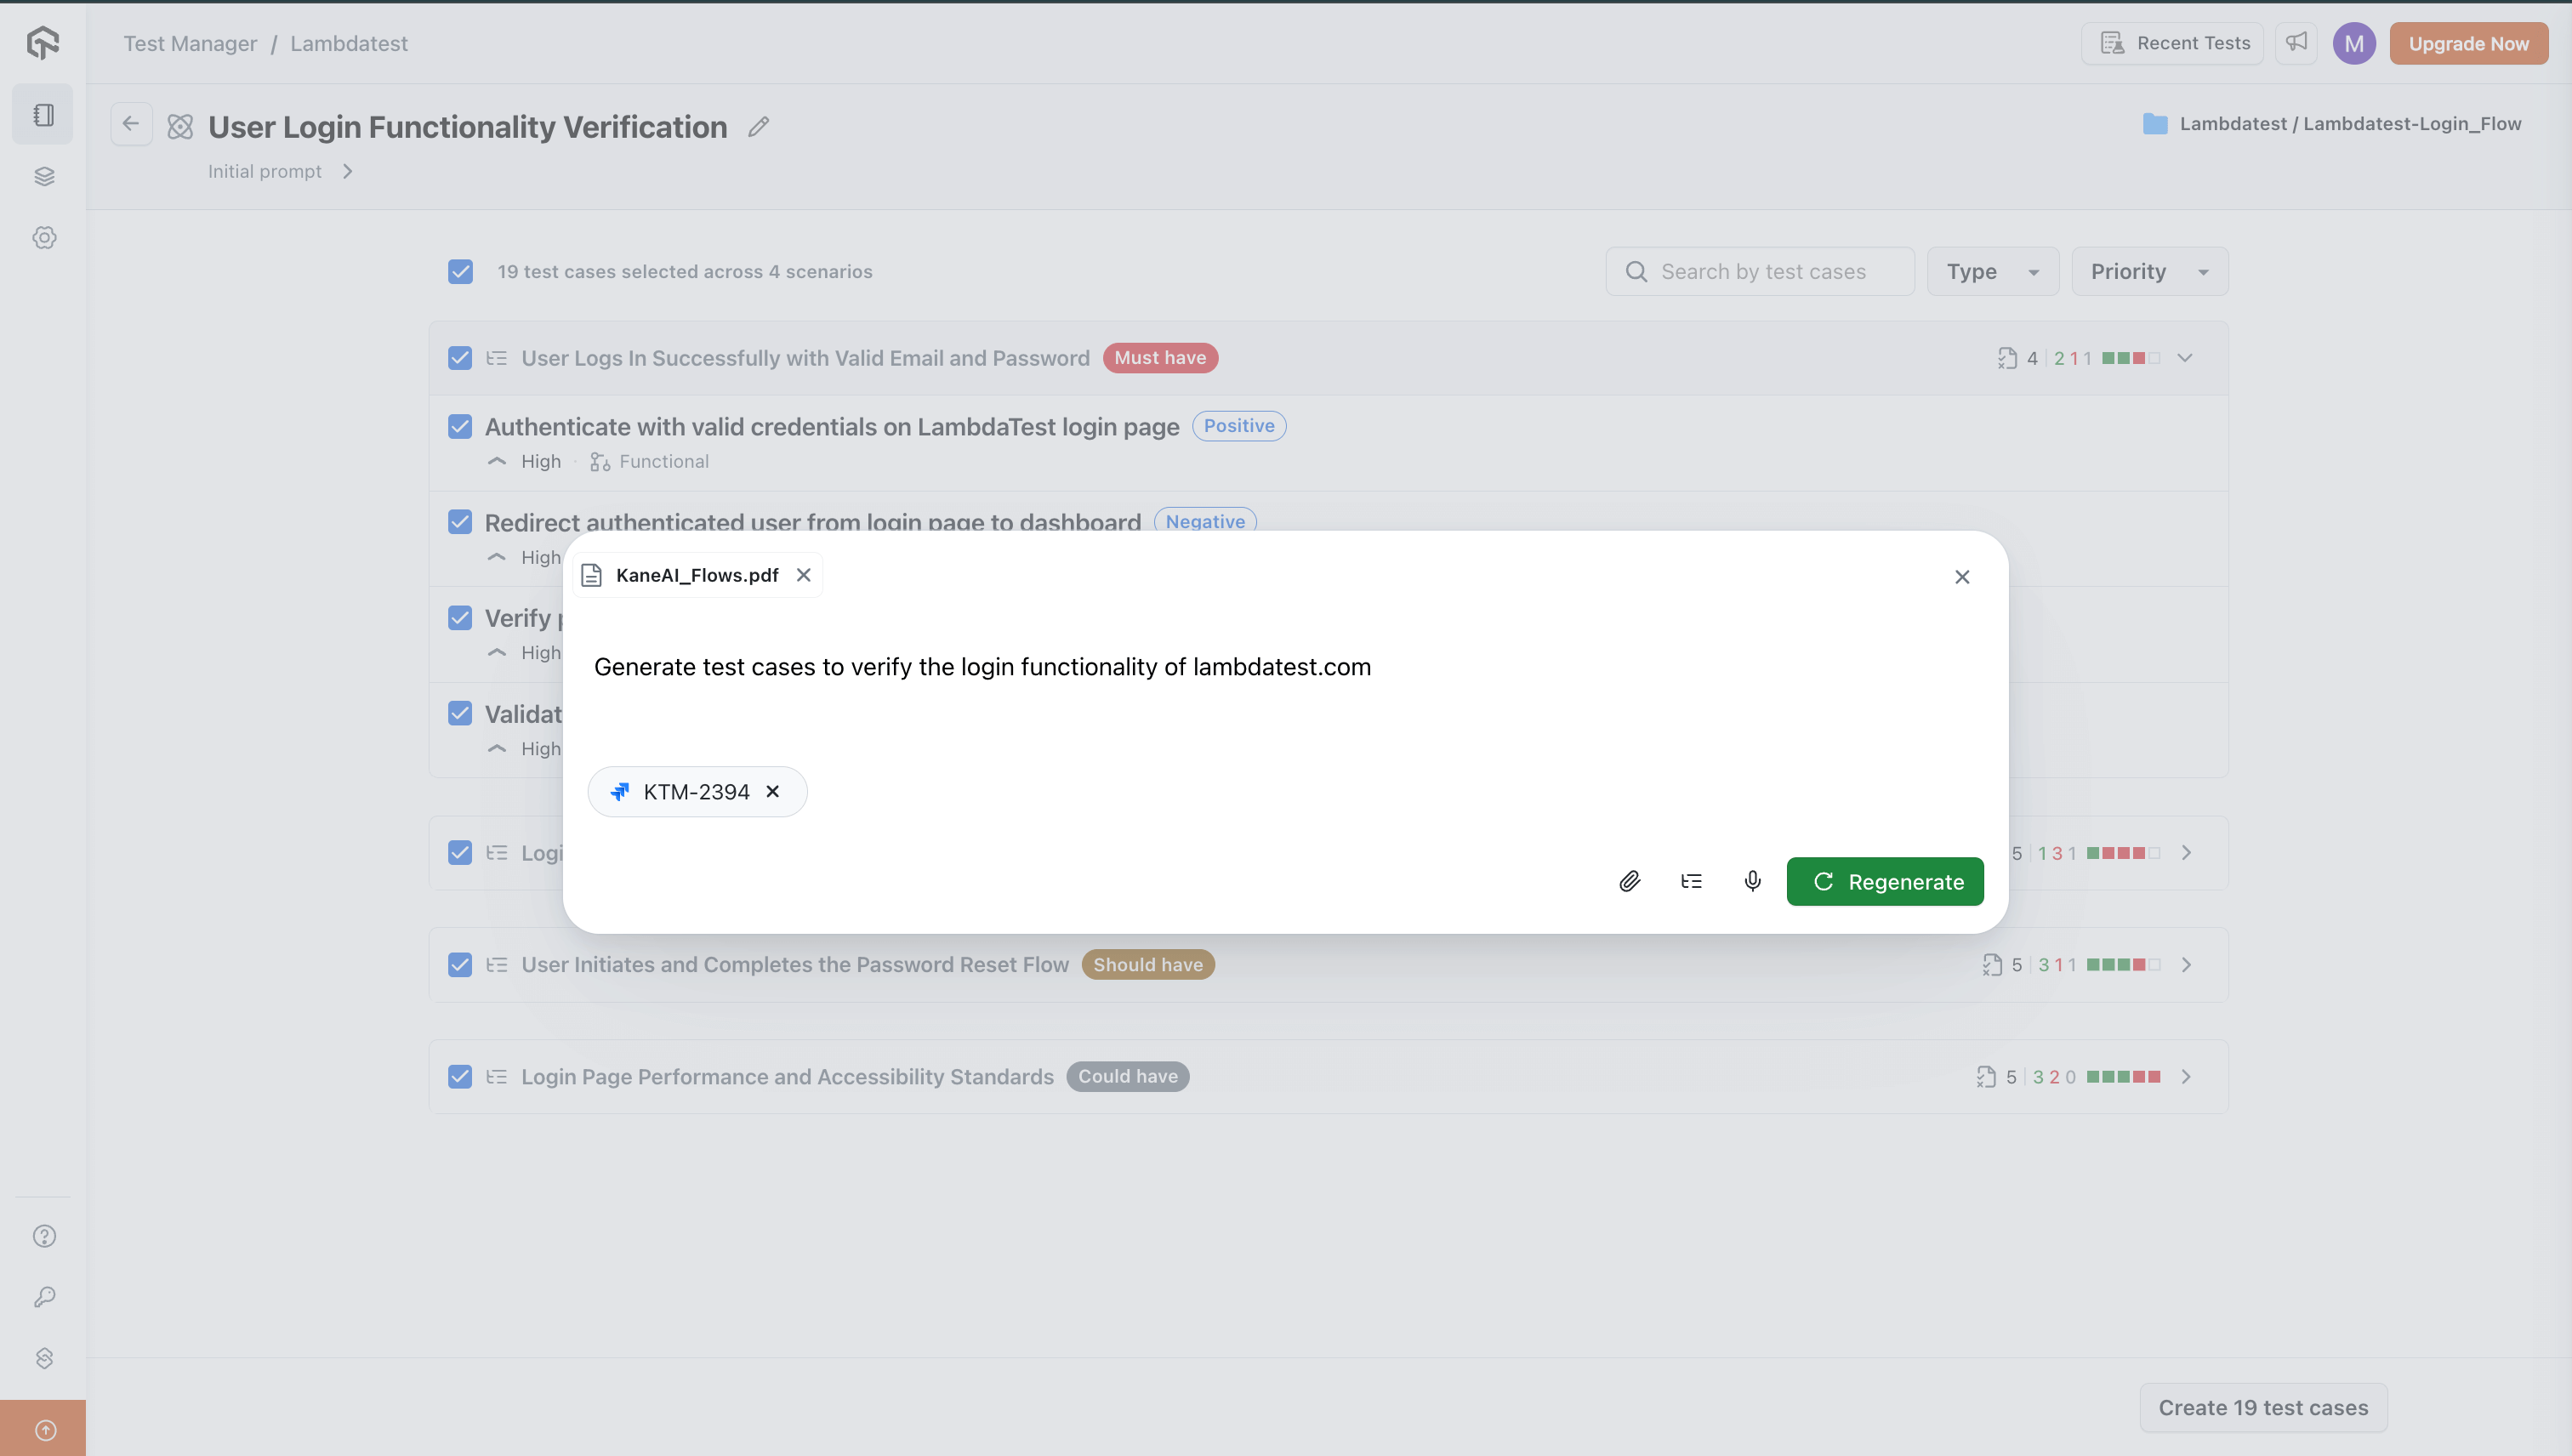 Test Manager / Lambdatest
Recent Tests
M
Upgrade Now
User Login Functionality Verification
Lambdatest / Lambdatest-Login_Flow
Initial prompt
19 test cases selected across 4 scenarios
Search by test cases
Type
Priority
User Logs In Successfully with Valid Email and Password
Must have
4 2 1 1
Authenticate with valid credentials on LambdaTest login page
Positive
High
Functional
Redirect authenticated user from login page to dashboard
Negative
High
KaneAI_Flows.pdf
Verify
High
Generate test cases to verify the login functionality of lambdatest.com
High
KTM-2394
5 1 3 1
Regenerate
User Initiates and Completes the Password Reset Flow
Should have
5 3 1 1
Login Page Performance and Accessibility Standards
Could have
5 3 2 0
Create 19 test cases